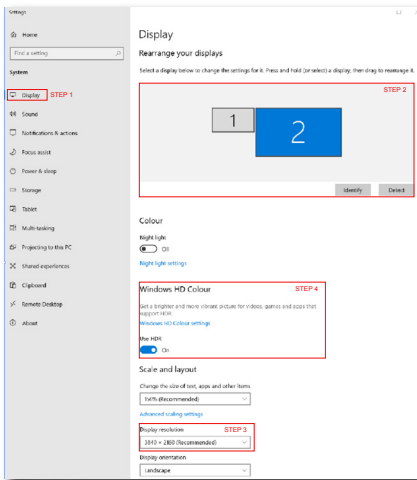 Settings
Home
Find a setting
System
Display
STEP 1
Sound
Notifications & actions
Focus assist
Power & sleep
Storage
Tablet
Multi-tasking
Projecting to this PC
Shared experiences
Clipboard
Remote Desktop
About
Display
Rearrange your displays
Select a display below to change the settings for it. Press and hold (or select) a display, then drag to rearrange it.
STEP 2
1
2
Identify
Detect
Colour
Night light
Off
Night light settings
Windows HD Colour
STEP 4
Get a brighter and more vibrant picture for videos, games and apps that
support HDR.
Windows HD Colour settings
Use HDR
On
Scale and layout
Change the size of text, apps and other items
150% (Recommended)
Advanced scaling settings
Display resolution
STEP 3
3840 × 2160 (Recommended)
Display orientation
Landscape